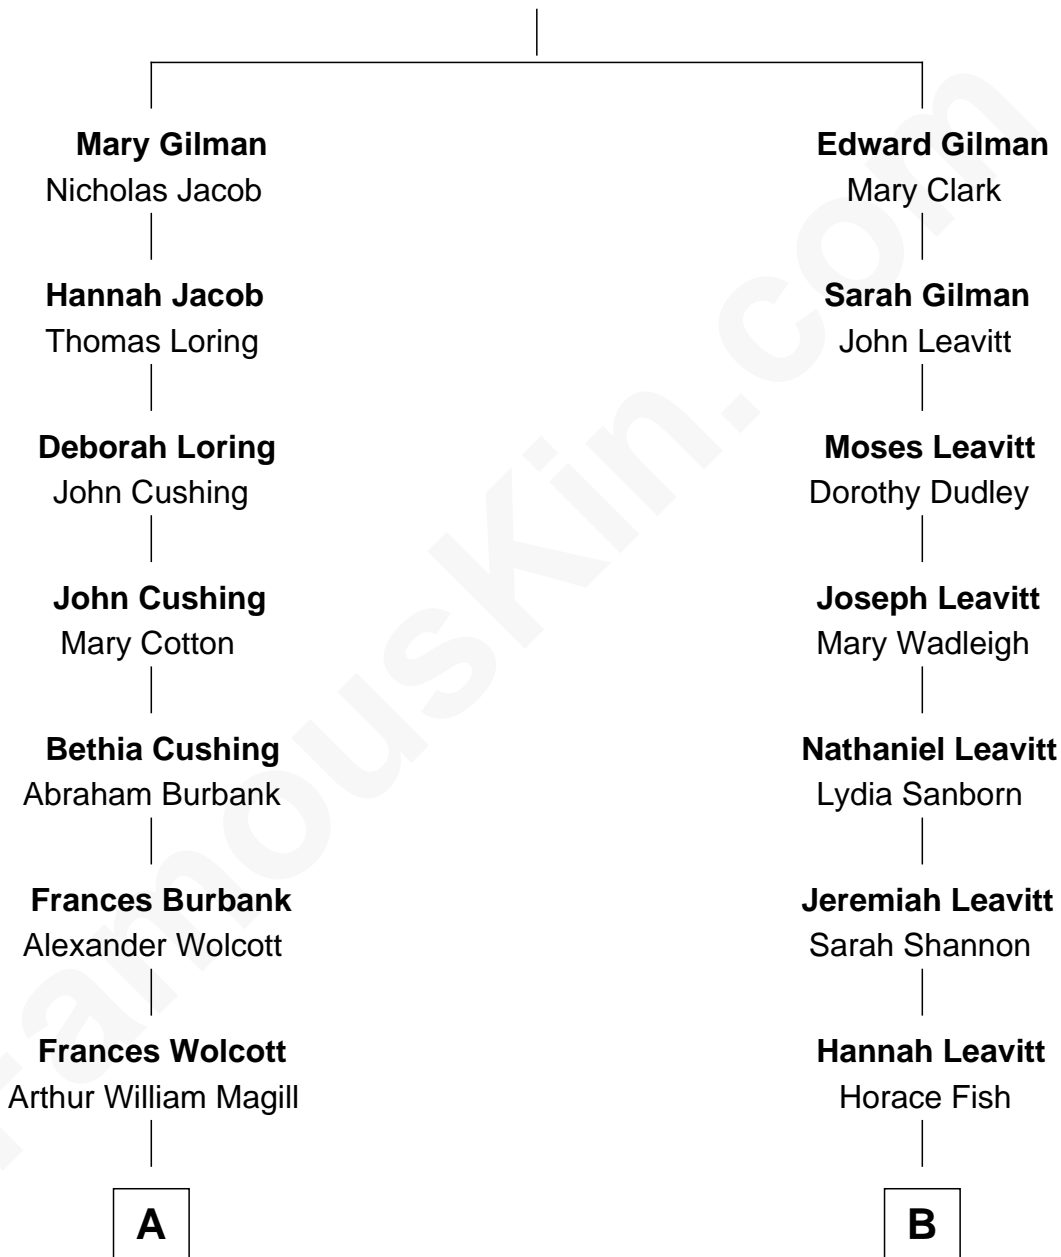 Mary Gilman
Nicholas Jacob
Hannah Jacob
Thomas Loring
Deborah Loring
John Cushing
John Cushing
Mary Cotton
Bethia Cushing
Abraham Burbank
Frances Burbank
Alexander Wolcott
Frances Wolcott
Arthur William Magill
A
Edward Gilman
Mary Clark
Sarah Gilman
John Leavitt
Moses Leavitt
Dorothy Dudley
Joseph Leavitt
Mary Wadleigh
Nathaniel Leavitt
Lydia Sanborn
Jeremiah Leavitt
Sarah Shannon
Hannah Leavitt
Horace Fish
B
FamousKin.com